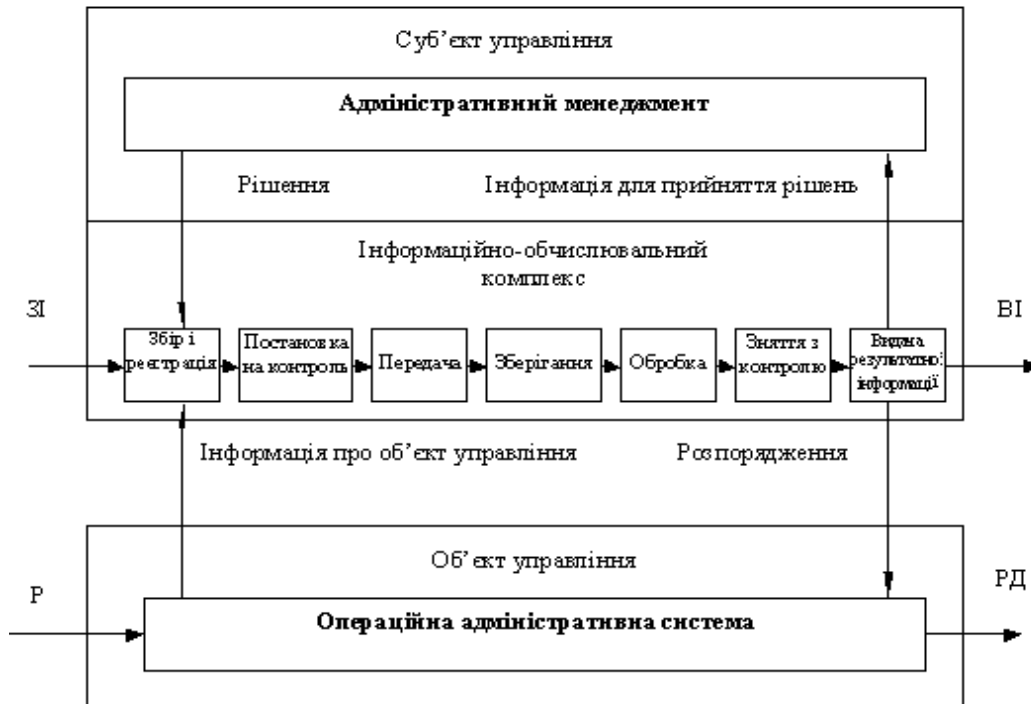 Суб’єкт управління
Адміністративний менеджмент
Рішення
Інформація для прийняття рішень
Інформаційно-обчислювальний
комплекс
ЗІ
ВІ
Збір і
реєстрація
Постановка
на контроль
Передача
Зберігання
Обробка
Зняття з
контролю
Видача
результатної
інформації
Інформація про об’єкт управління
Розпорядження
Об’єкт управління
Р
РД
Операційна адміністративна система